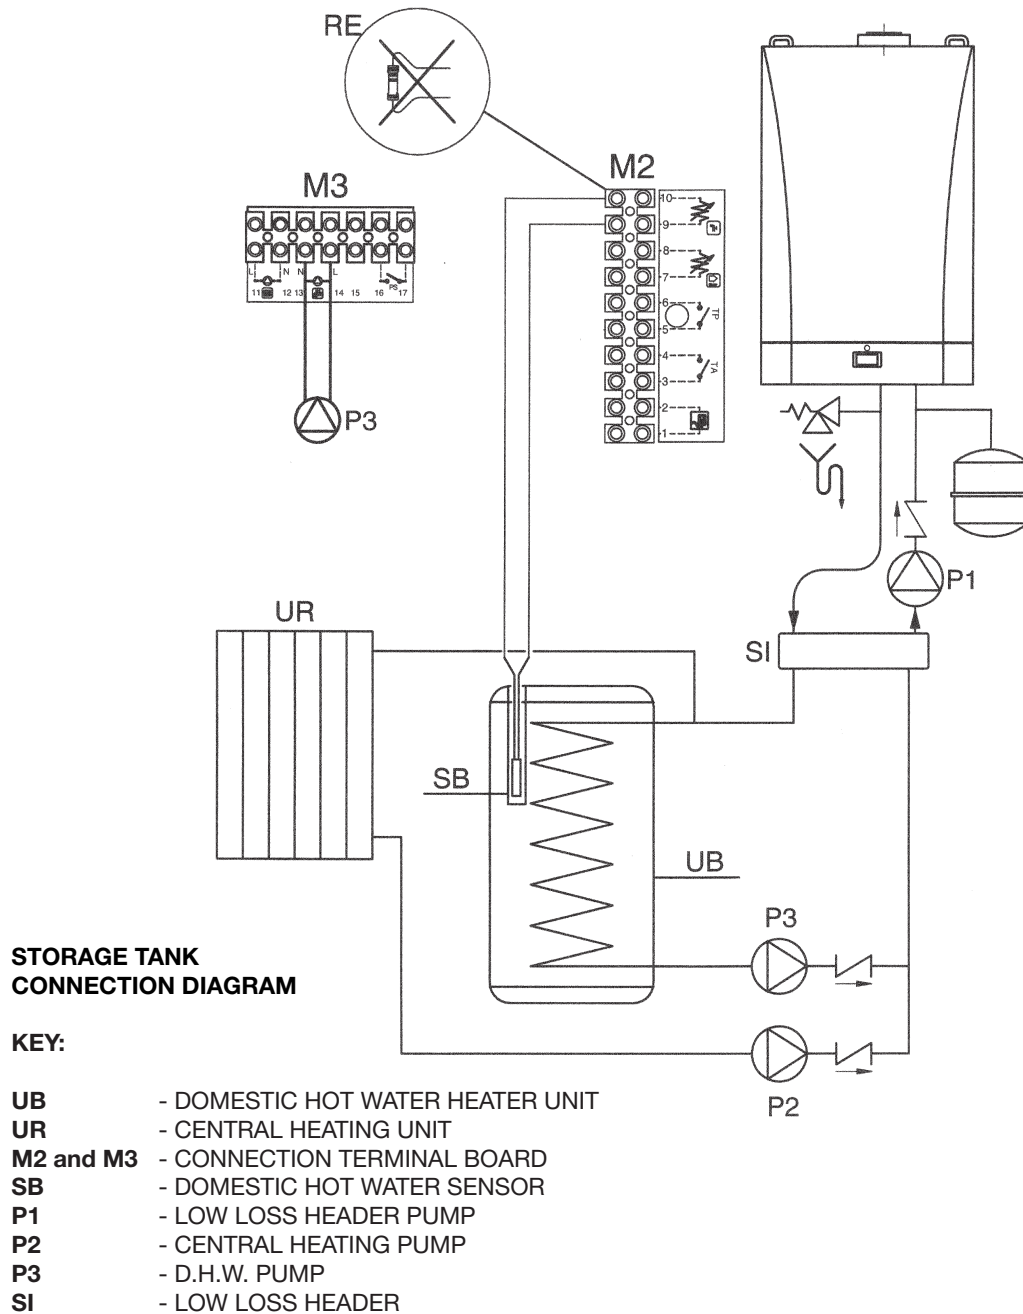 RE
M3
M2
L N N L
11 12 13 14 15 16 PS 17
P3
10
9
8
7
6
TP
5
4
TA
3
2
1
P1
UR
SI
SB
UB
P3
P2
STORAGE TANK
CONNECTION DIAGRAM
KEY:
UB - DOMESTIC HOT WATER HEATER UNIT
UR - CENTRAL HEATING UNIT
M2 and M3 - CONNECTION TERMINAL BOARD
SB - DOMESTIC HOT WATER SENSOR
P1 - LOW LOSS HEADER PUMP
P2 - CENTRAL HEATING PUMP
P3 - D.H.W. PUMP
SI - LOW LOSS HEADER